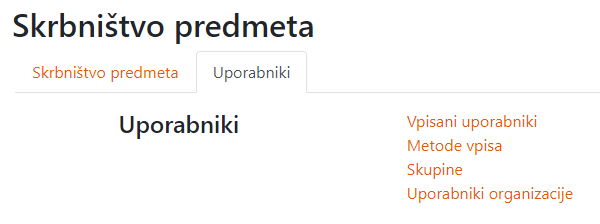 Skrbništvo predmeta
Skrbništvo predmeta Uporabniki
Uporabniki
Vpisani uporabniki
Metode vpisa
Skupine
Uporabniki organizacije